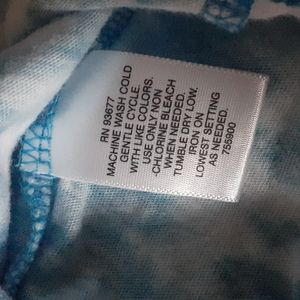 RN 93677
MACHINE WASH COLD
GENTLE CYCLE.
WITH LIKE COLORS.
USE ONLY NON
CHLORINE BLEACH
WHEN NEEDED.
TUMBLE DRY LOW.
IRON ON
LOWEST SETTING
AS NEEDED.
755900